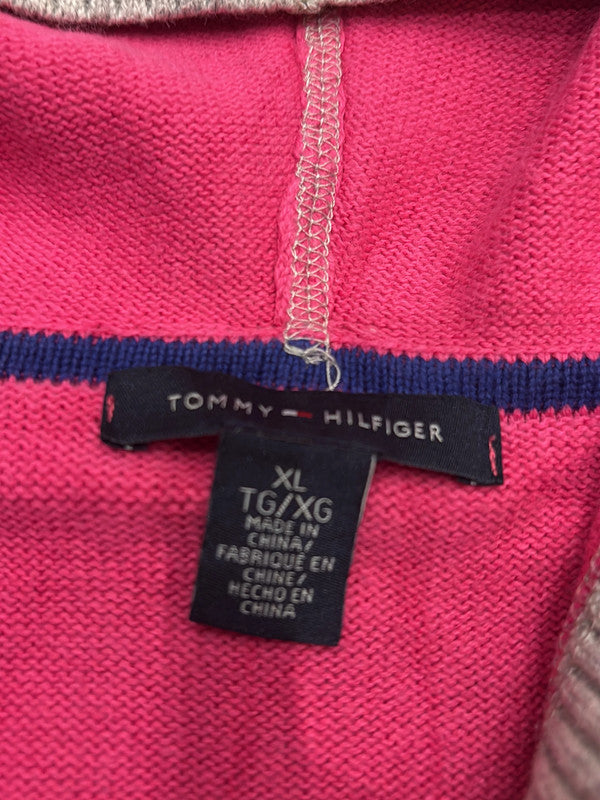 TOMMY HILFIGER
XL
TG/XG
MADE IN
CHINA/
FABRIQUÉ EN
CHINE/
HECHO EN
CHINA